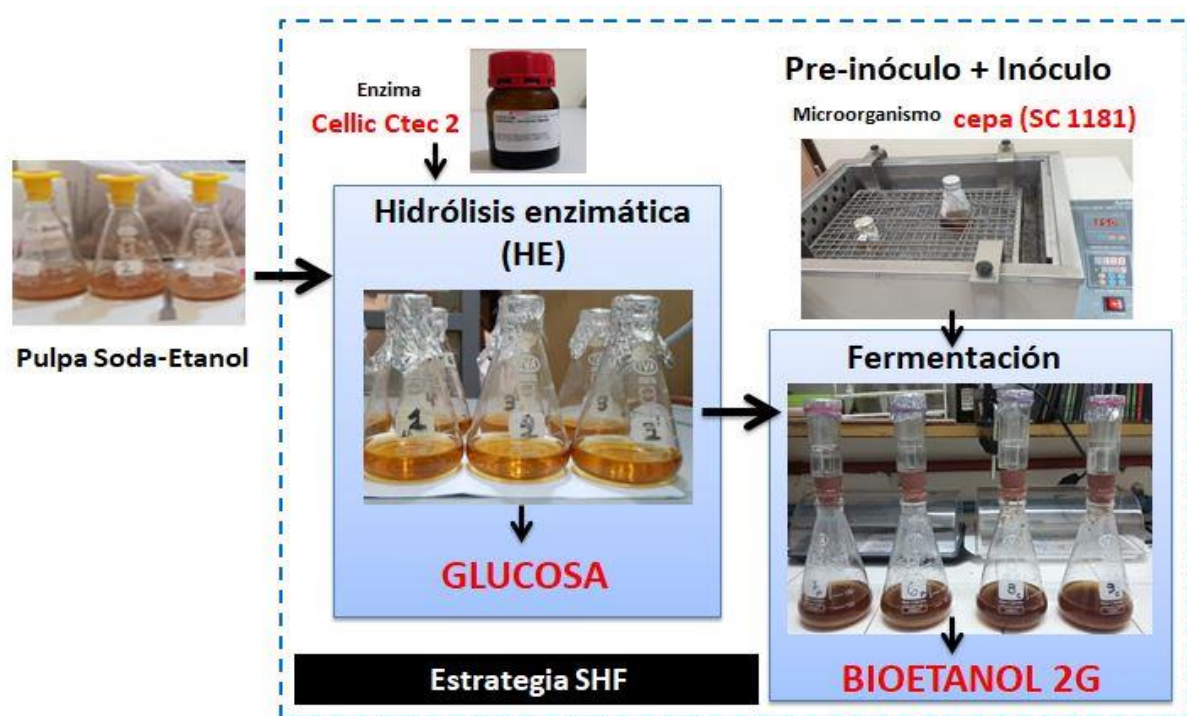 Enzima
Cellic Ctec 2
Pre-inóculo + Inóculo
Microorganismo cepa (SC 1181)
Hidrólisis enzimática
(HE)
Pulpa Soda-Etanol
Fermentación
GLUCOSA
Estrategia SHF
BIOETANOL 2G